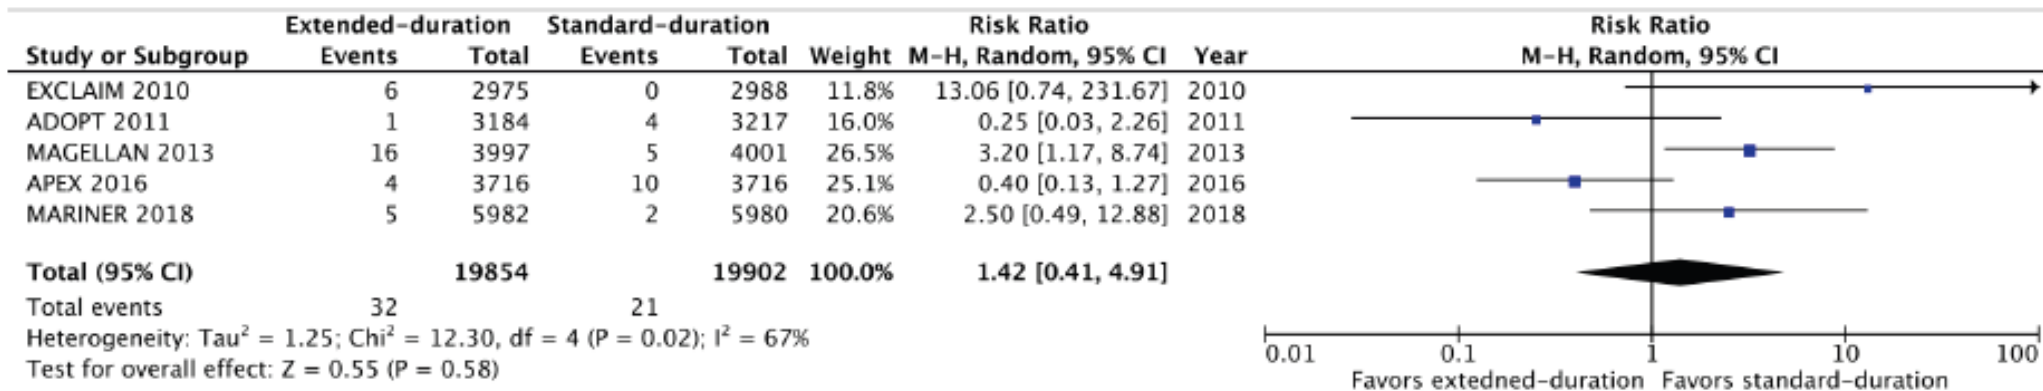 Extended-duration Standard-duration Risk Ratio Risk Ratio
Study or Subgroup Events Total Events Total Weight M-H, Random, 95% CI Year M-H, Random, 95% CI
EXCLAIM 2010 6 2975 0 2988 11.8% 13.06 [0.74, 231.67] 2010
ADOPT 2011 1 3184 4 3217 16.0% 0.25 [0.03, 2.26] 2011
MAGELLAN 2013 16 3997 5 4001 26.5% 3.20 [1.17, 8.74] 2013
APEX 2016 4 3716 10 3716 25.1% 0.40 [0.13, 1.27] 2016
MARINER 2018 5 5982 2 5980 20.6% 2.50 [0.49, 12.88] 2018
Total (95% CI) 19854 19902 100.0% 1.42 [0.41, 4.91]
Total events 32 21
Heterogeneity: Tau² = 1.25; Chi² = 12.30, df = 4 (P = 0.02); I² = 67%
Test for overall effect: Z = 0.55 (P = 0.58)
0.01 0.1 1 10 100
Favors extedned-duration Favors standard-duration